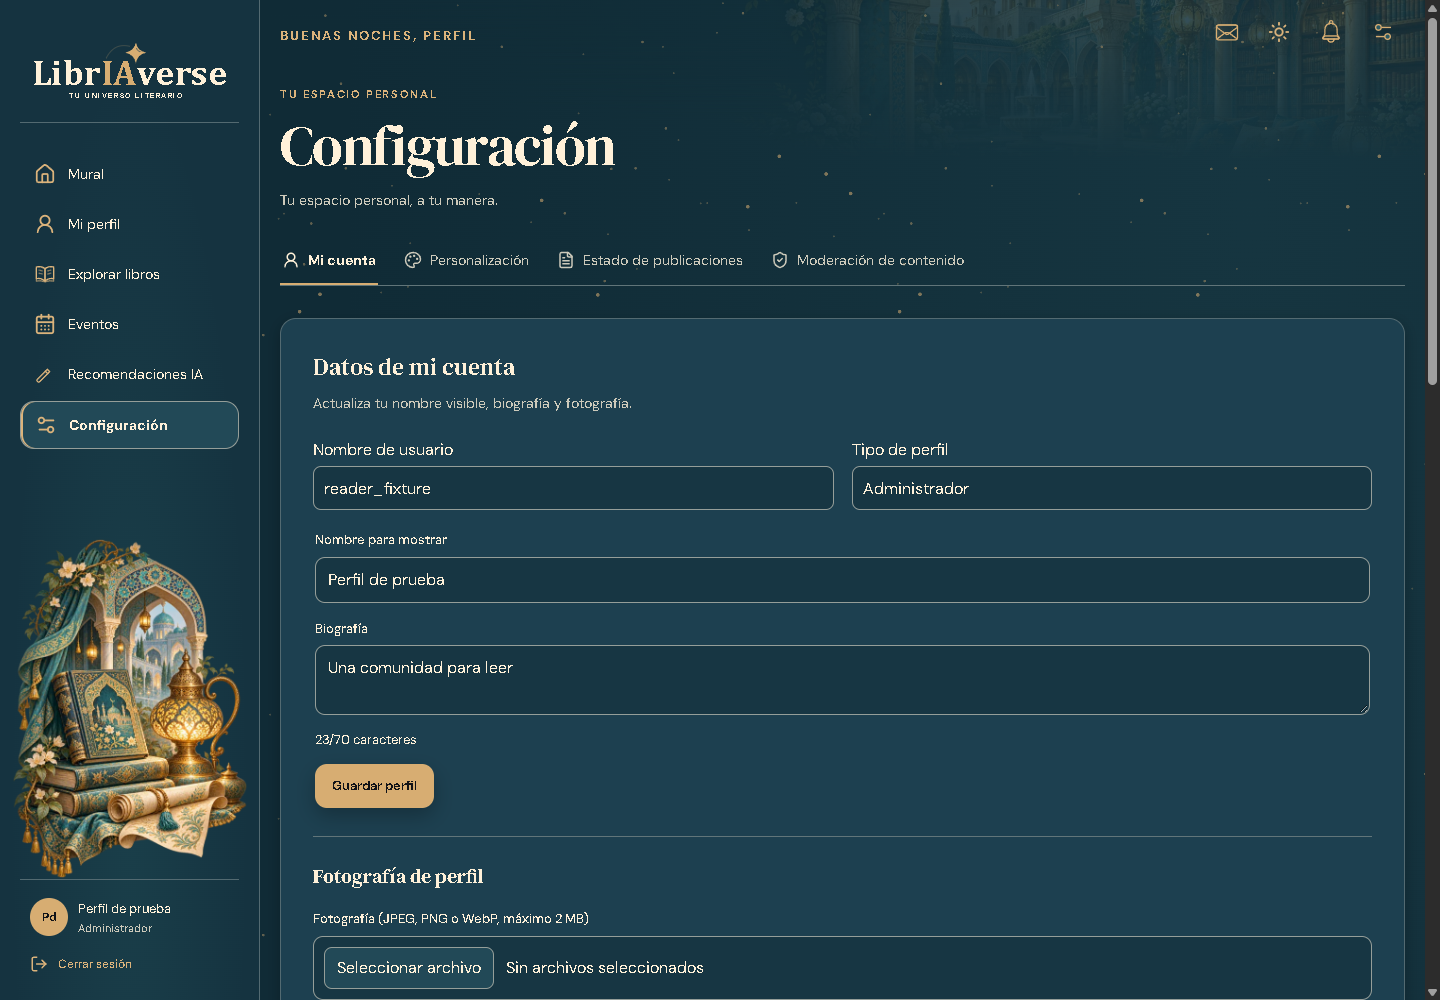 LibrIAverse
TU UNIVERSO LITERARIO
Mural
Mi perfil
Explorar libros
Eventos
Recomendaciones IA
Configuración
Pd
Perfil de prueba
Administrador
Cerrar sesión
BUENAS NOCHES, PERFIL
TU ESPACIO PERSONAL
Configuración
Tu espacio personal, a tu manera.
Mi cuenta
Personalización
Estado de publicaciones
Moderación de contenido
Datos de mi cuenta
Actualiza tu nombre visible, biografía y fotografía.
Nombre de usuario
reader_fixture
Tipo de perfil
Administrador
Nombre para mostrar
Perfil de prueba
Biografía
Una comunidad para leer
23/70 caracteres
Guardar perfil
Fotografía de perfil
Fotografía (JPEG, PNG o WebP, máximo 2 MB)
Seleccionar archivo
Sin archivos seleccionados